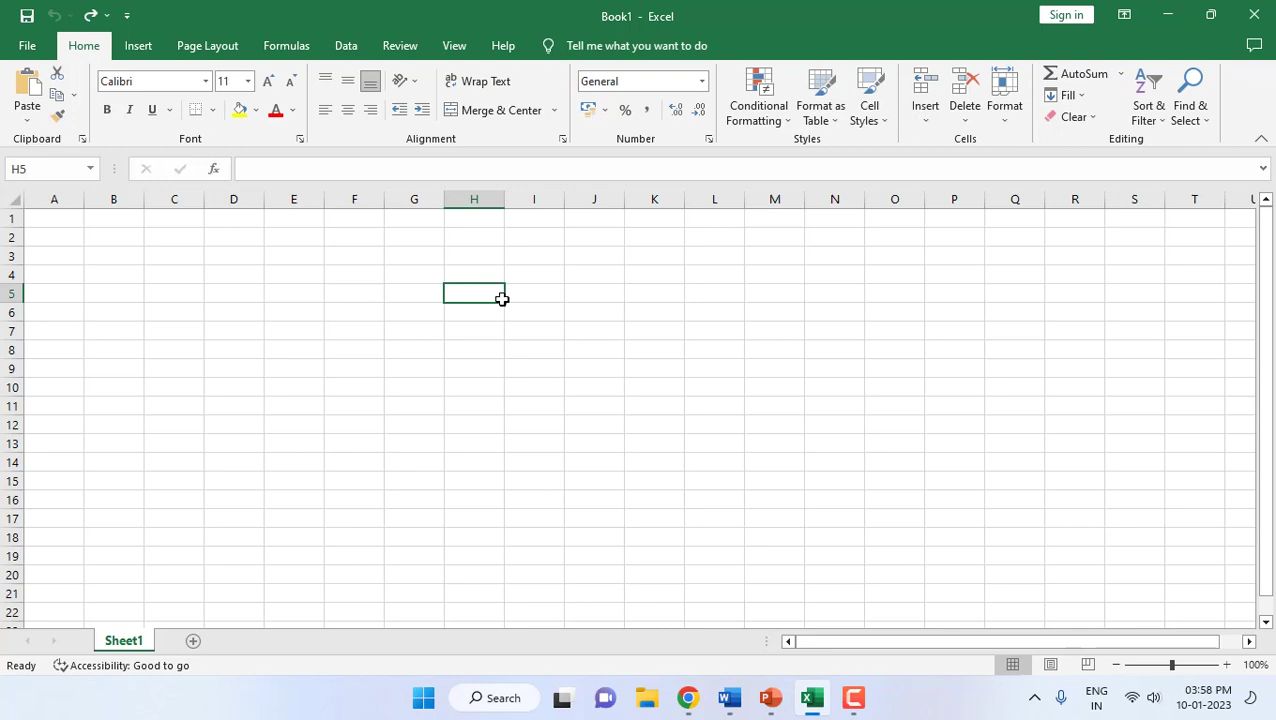 Book1 - Excel
Sign in
File Home Insert Page Layout Formulas Data Review View Help Tell me what you want to do
Paste
Calibri 11
B I U A
Wrap Text
Merge & Center
General
%
Conditional Formatting
Format as Table
Cell Styles
Insert Delete Format
AutoSum
Fill
Clear
Sort & Filter
Find & Select
Clipboard Font Alignment Number Styles Cells Editing
H5 fx
A B C D E F G H I J K L M N O P Q R S T U
1
2
3
4
5
6
7
8
9
10
11
12
13
14
15
16
17
18
19
20
21
22
Sheet1
Ready Accessibility: Good to go 100%
Search
ENG
IN
03:58 PM
10-01-2023